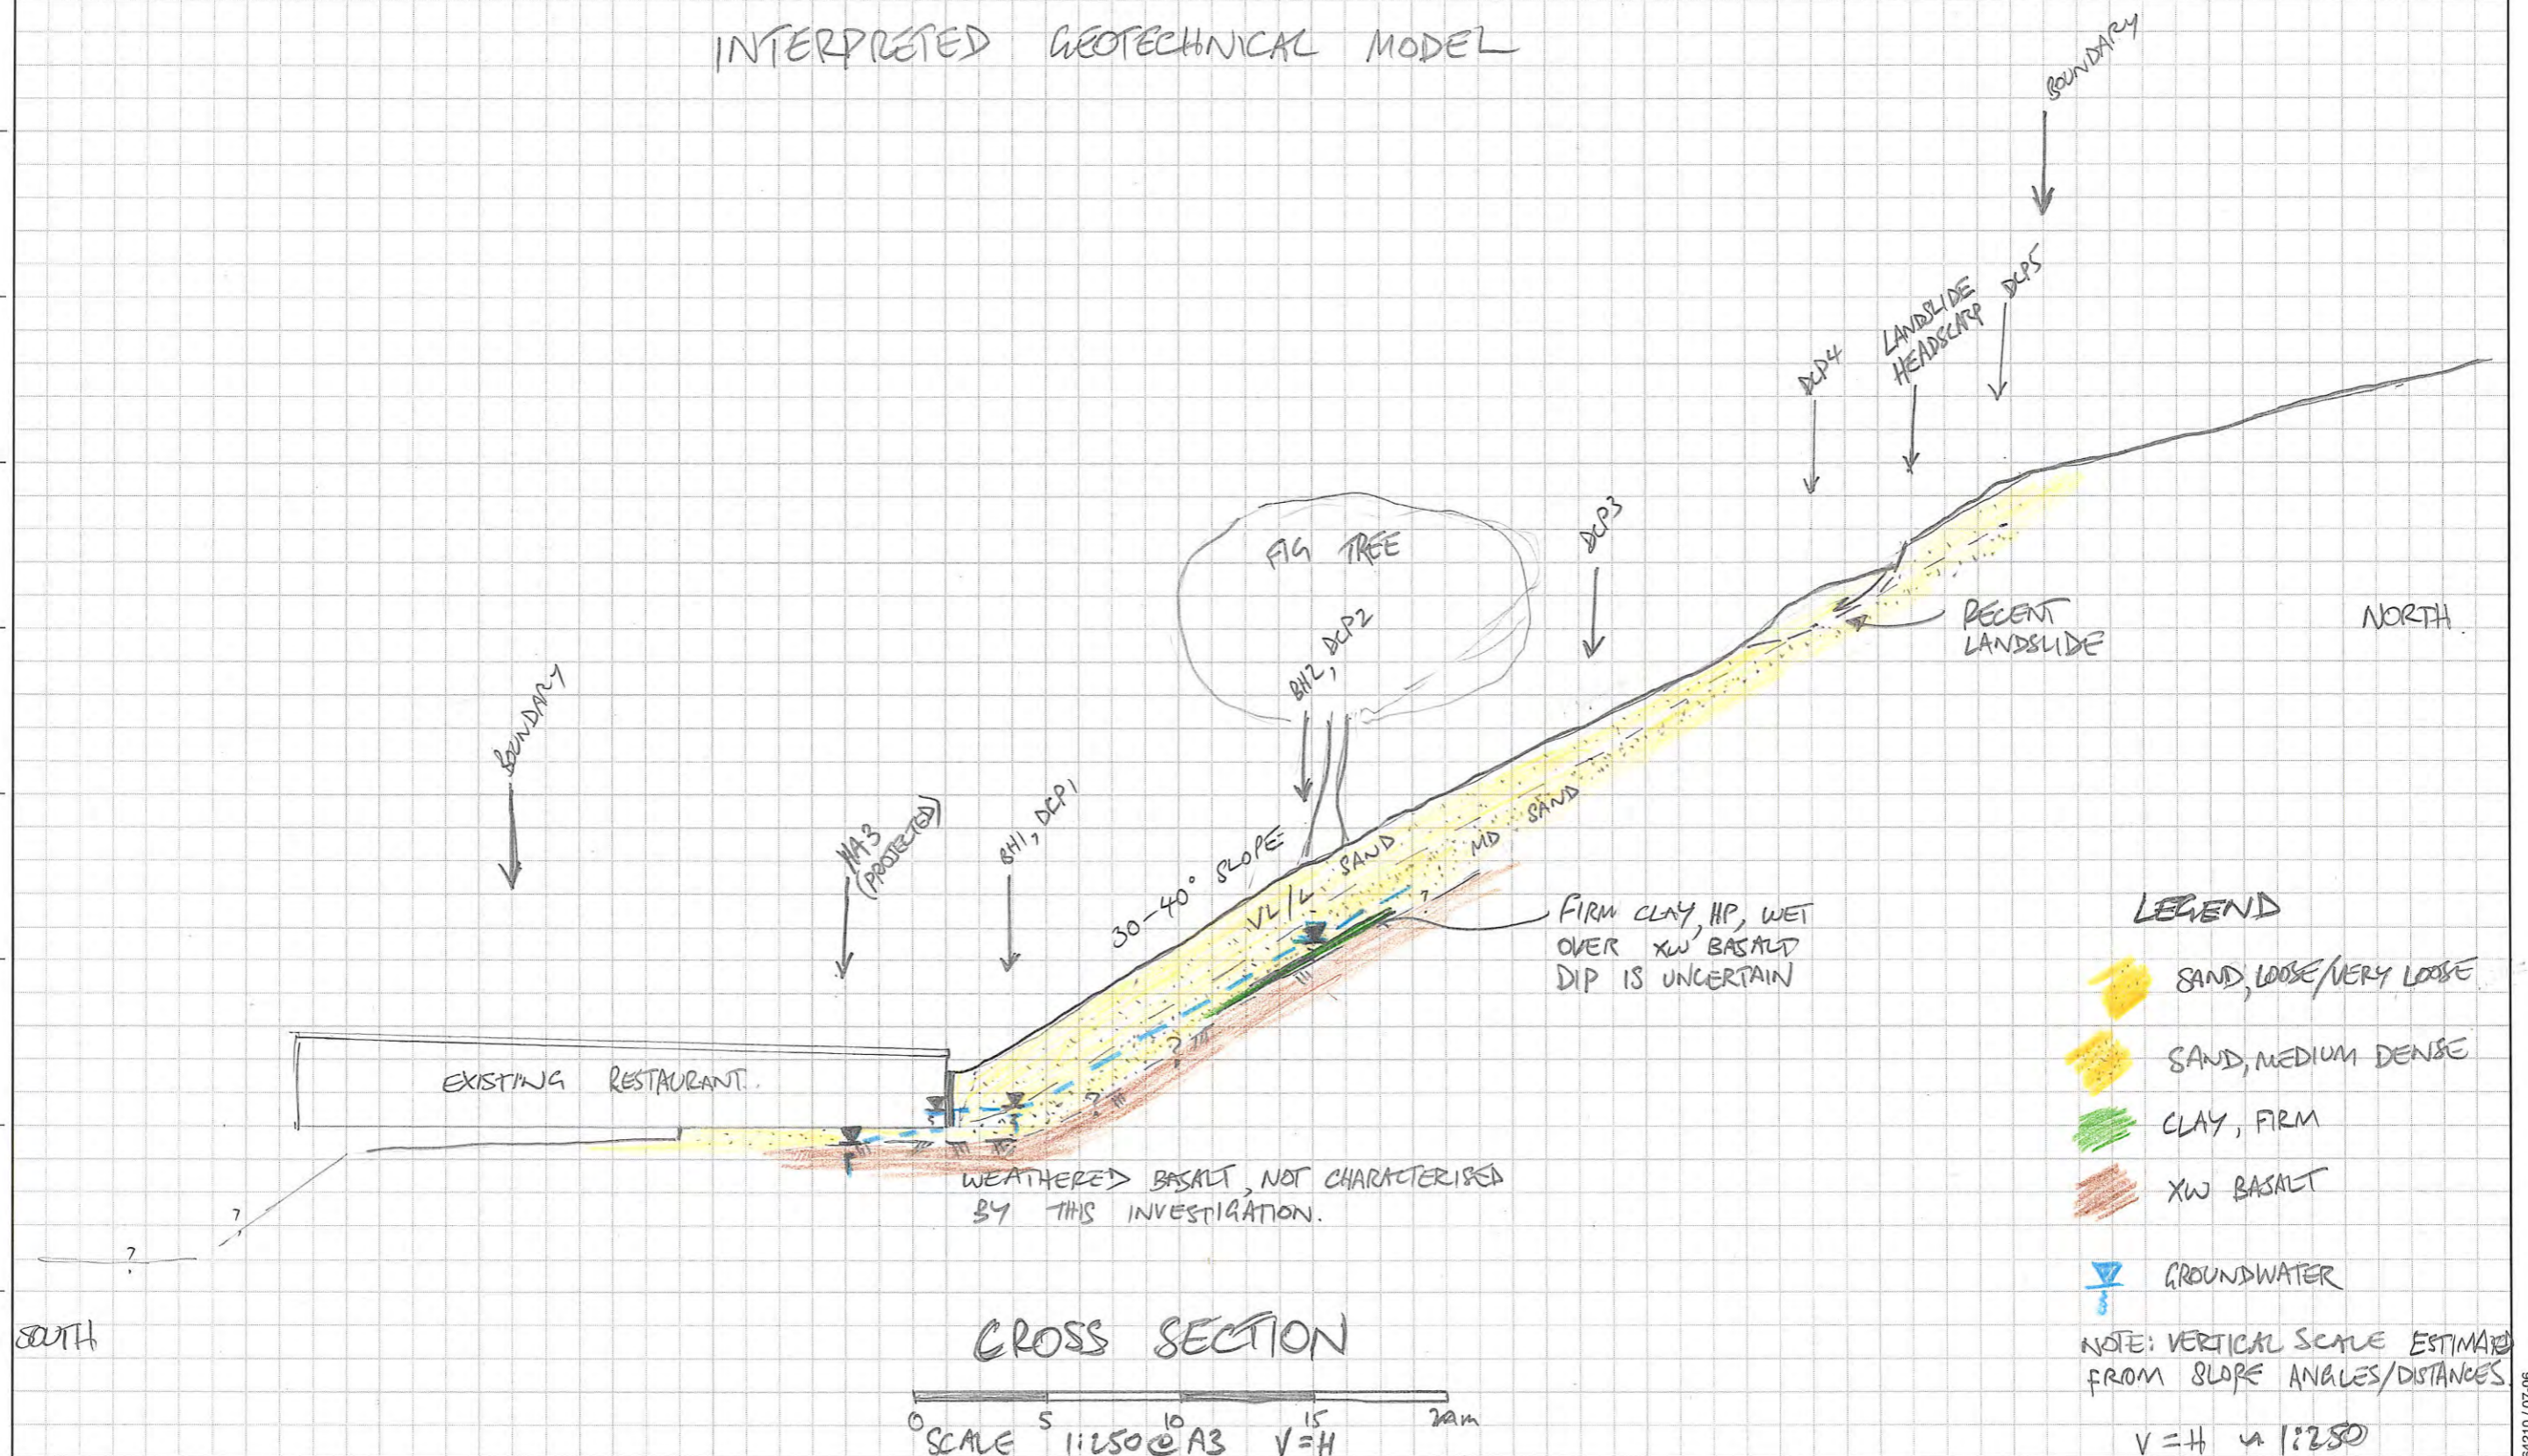 INTERPRETED GEOTECHNICAL MODEL
BOUNDARY
DCP5
LANDSLIDE
HEADSCARP
DCP4
DCP3
FIG TREE
BH2, DCP2
RECENT
LANDSLIDE
NORTH
BOUNDARY
HA3
(PROJECTED)
BH1, DCP1
30-40° SLOPE
VL/L SAND
MD SAND
?
FIRM CLAY, HP, WET
OVER XW BASALT
DIP IS UNCERTAIN
EXISTING RESTAURANT.
?
?
WEATHERED BASALT, NOT CHARACTERISED
BY THIS INVESTIGATION.
?
?
SOUTH
LEGEND
SAND, LOOSE/VERY LOOSE
SAND, MEDIUM DENSE
CLAY, FIRM
XW BASALT
GROUNDWATER
NOTE: VERTICAL SCALE ESTIMATED
FROM SLOPE ANGLES/DISTANCES.
V=H ~ 1:250
CROSS SECTION
0 5 10 15 20m
SCALE 1:250 @ A3 V=H